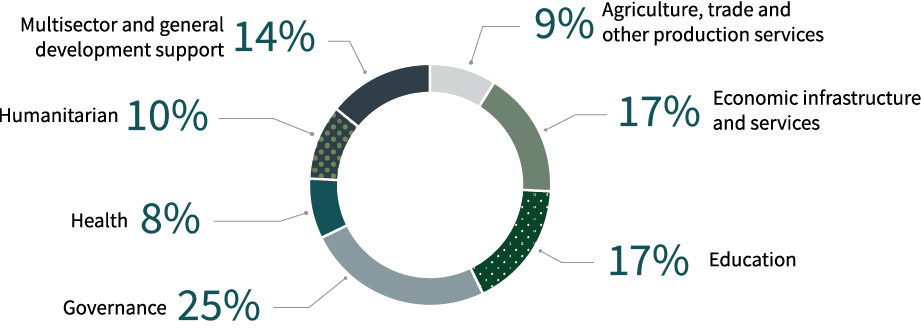 Multisector and general
development support
14%
9%
Agriculture, trade and
other production services
Humanitarian 10%
17%
Economic infrastructure
and services
Health 8%
17% Education
Governance 25%